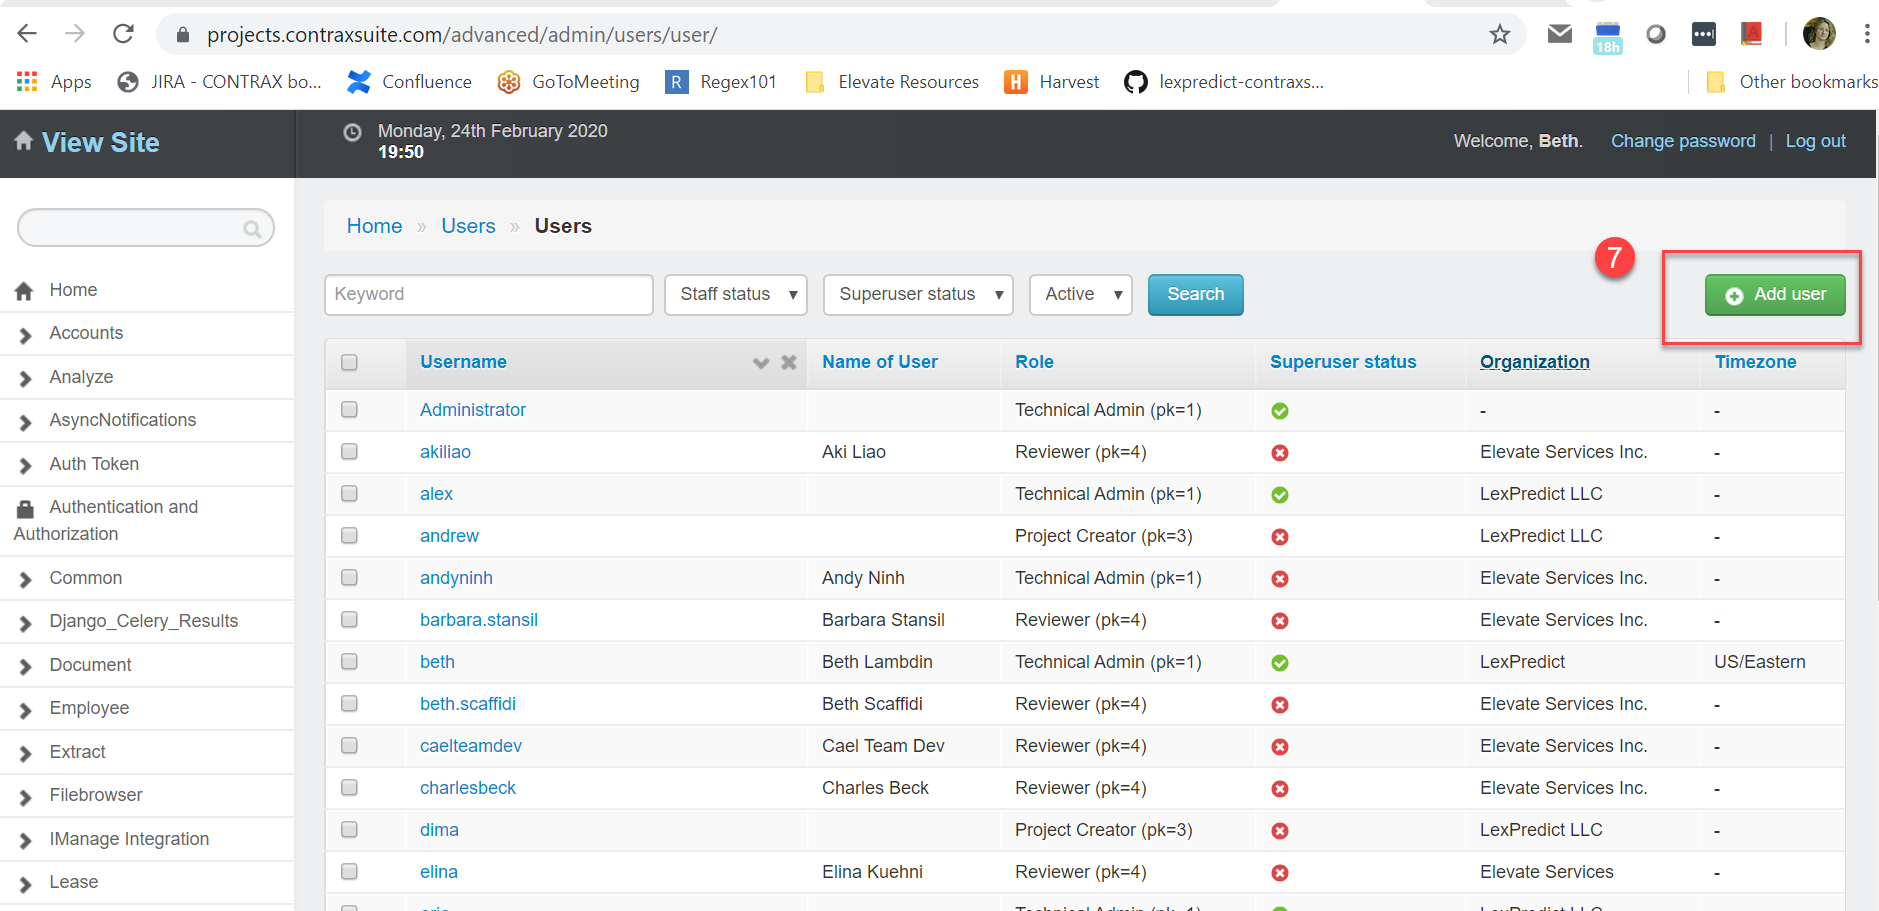 projects.contraxsuite.com/advanced/admin/users/user/
18h
Apps
JIRA - CONTRAX bo...
Confluence
GoToMeeting
R
Regex101
Elevate Resources
H
Harvest
lexpredict-contraxs...
Other bookmarks
View Site
Monday, 24th February 2020
19:50
Welcome, Beth. Change password | Log out
Home » Users » Users
7
Keyword
Staff status
Superuser status
Active
Search
Add user
Home
Accounts
Analyze
AsyncNotifications
Auth Token
Authentication and
Authorization
Common
Django_Celery_Results
Document
Employee
Extract
Filebrowser
IManage Integration
Lease
Username Name of User Role Superuser status Organization Timezone
Administrator Technical Admin (pk=1) - -
akiliao Aki Liao Reviewer (pk=4) Elevate Services Inc. -
alex Technical Admin (pk=1) LexPredict LLC -
andrew Project Creator (pk=3) LexPredict LLC -
andyninh Andy Ninh Technical Admin (pk=1) Elevate Services Inc. -
barbara.stansil Barbara Stansil Reviewer (pk=4) Elevate Services Inc. -
beth Beth Lambdin Technical Admin (pk=1) LexPredict US/Eastern
beth.scaffidi Beth Scaffidi Reviewer (pk=4) Elevate Services Inc. -
caelteamdev Cael Team Dev Reviewer (pk=4) Elevate Services Inc. -
charlesbeck Charles Beck Reviewer (pk=4) Elevate Services Inc. -
dima Project Creator (pk=3) LexPredict LLC -
elina Elina Kuehni Reviewer (pk=4) Elevate Services -
Technical Admin (pk=1) LexPredict LLC